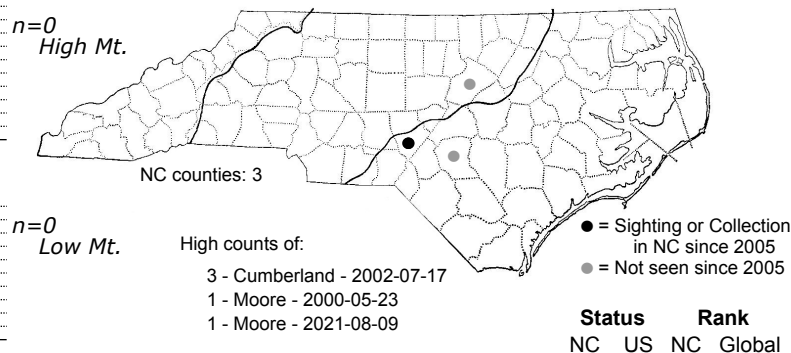 n=0
High Mt.
NC counties: 3
n=0
Low Mt.
High counts of:
3 - Cumberland - 2002-07-17
1 - Moore - 2000-05-23
1 - Moore - 2021-08-09
● = Sighting or Collection
in NC since 2005
● = Not seen since 2005
Status Rank
NC US NC Global